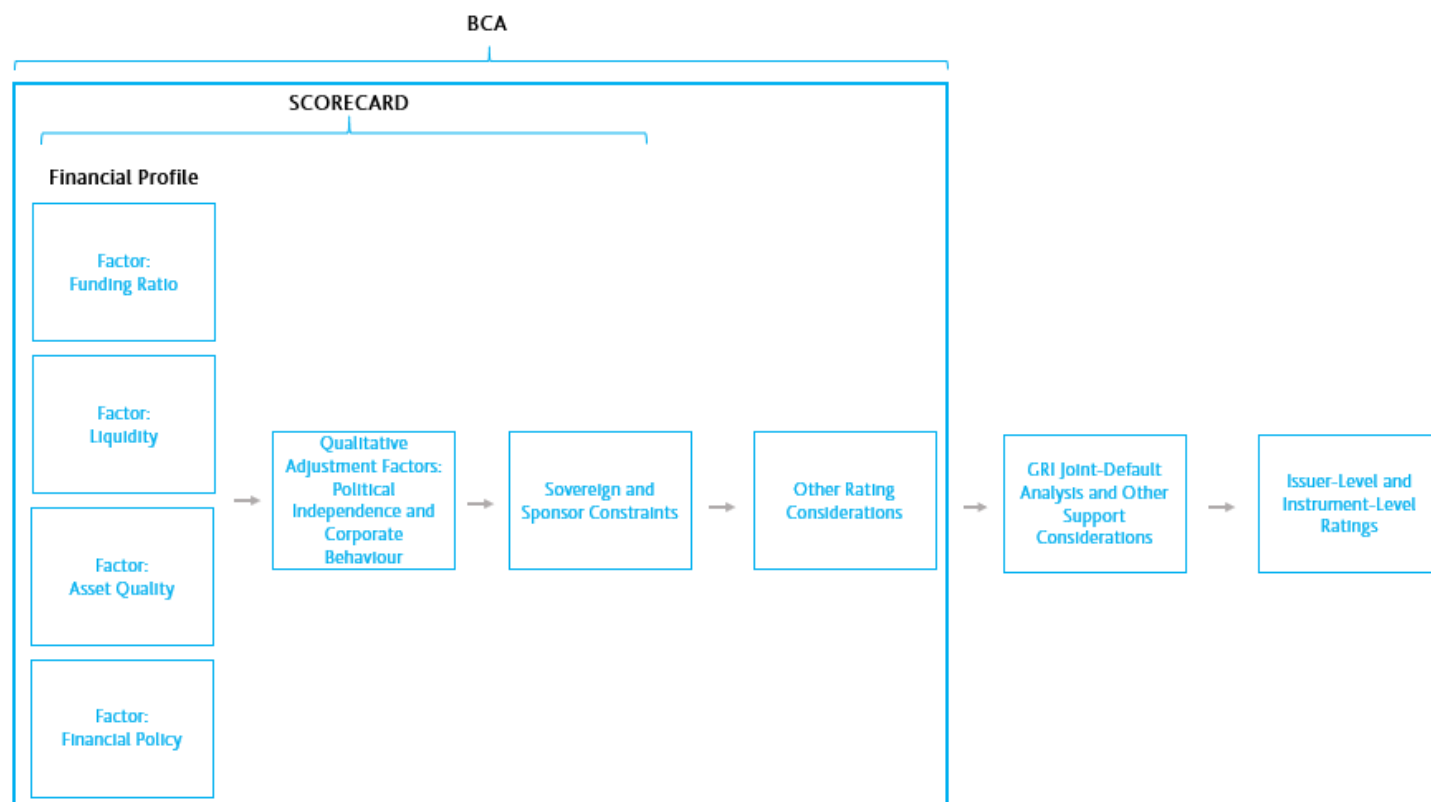 BCA
SCORECARD
Financial Profile
Factor:
Funding Ratio
Factor:
Liquidity
Factor:
Asset Quality
Factor:
Financial Policy
Qualitative
Adjustment Factors:
Political
Independence and
Corporate
Behaviour
Sovereign and
Sponsor Constraints
Other Rating
Considerations
GRI Joint-Default
Analysis and Other
Support
Considerations
Issuer-Level and
Instrument-Level
Ratings